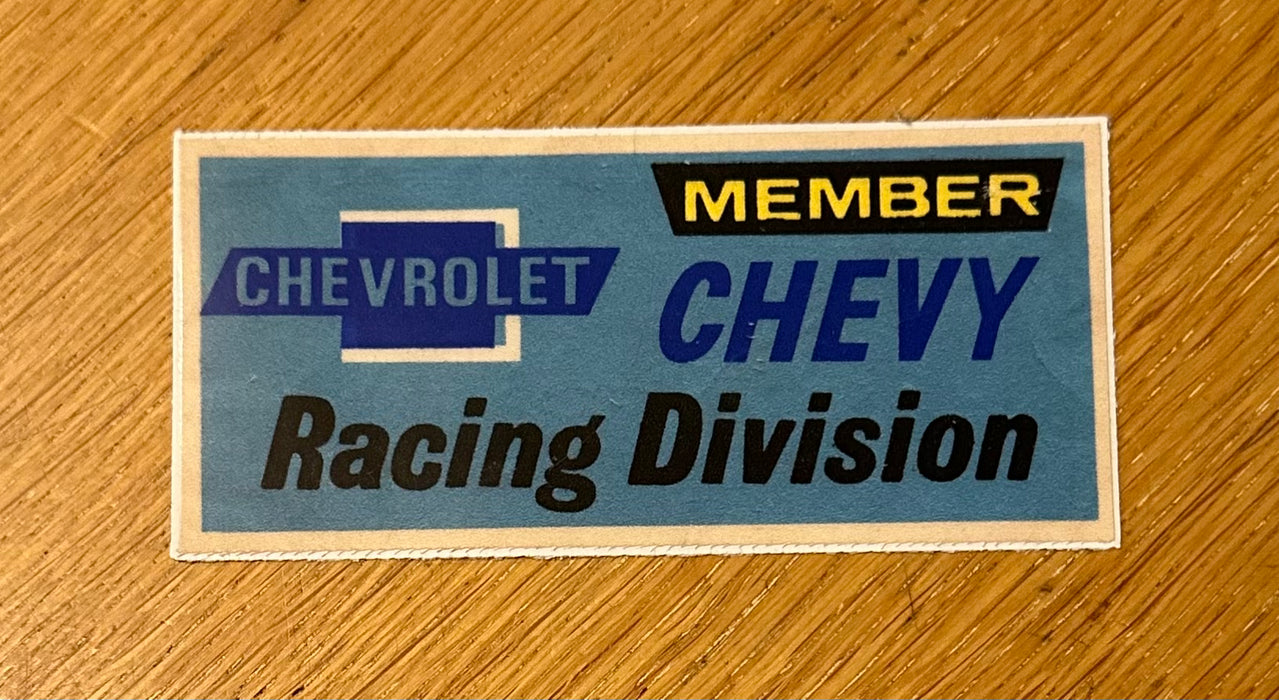 CHEVROLET
MEMBER
CHEVY
Racing Division